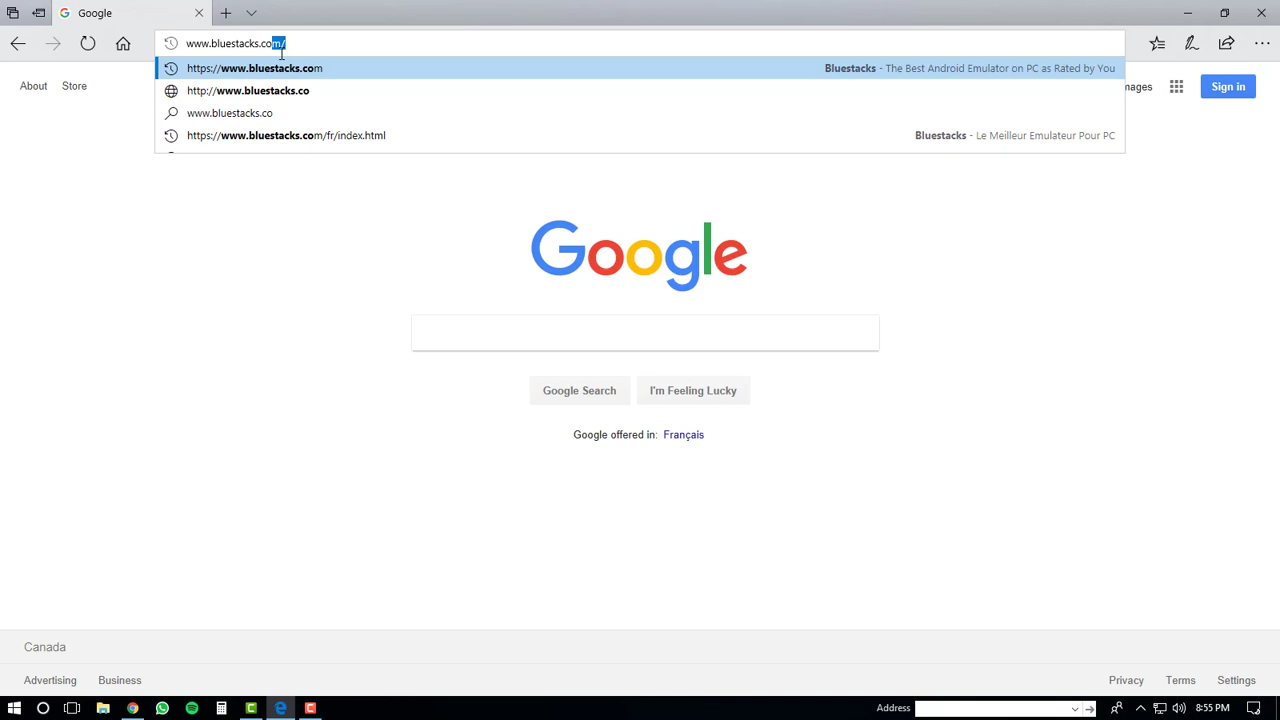 Google
www.bluestacks.com/
https://www.bluestacks.com Bluestacks - The Best Android Emulator on PC as Rated by You
http://www.bluestacks.co
www.bluestacks.co
https://www.bluestacks.com/fr/index.html Bluestacks - Le Meilleur Emulateur Pour PC
About Store mages Sign in
Google
Google Search I'm Feeling Lucky
Google offered in: Français
Canada
Advertising Business Privacy Terms Settings
Address 8:55 PM